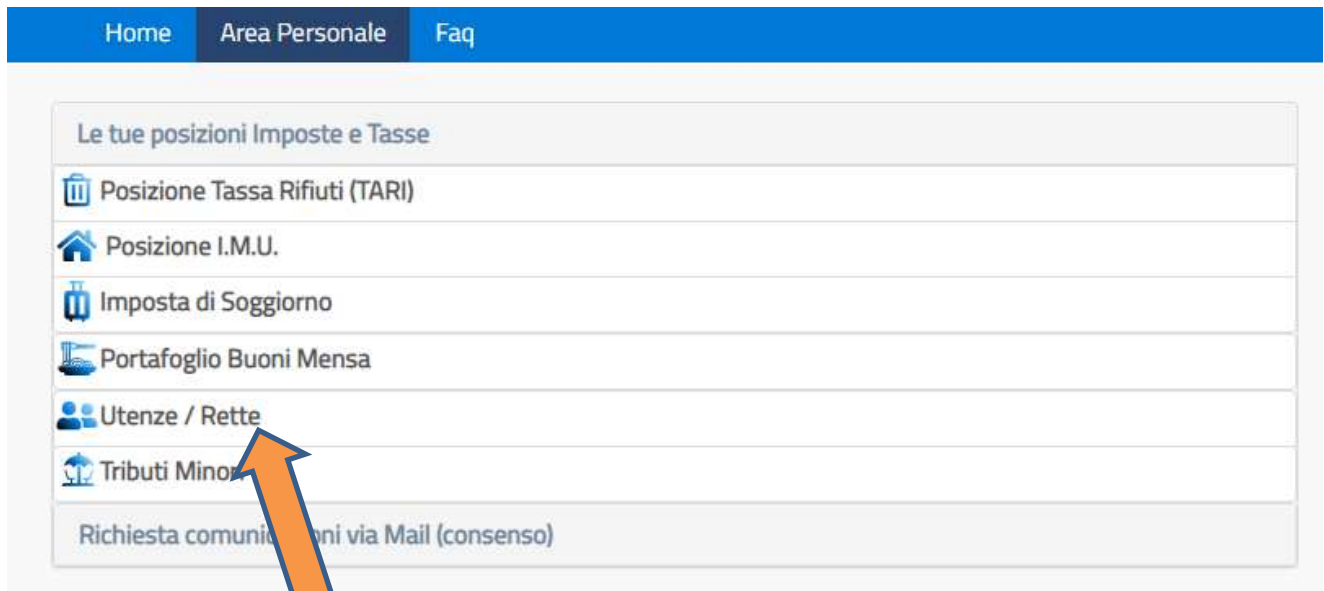 Home Area Personale Faq
Le tue posizioni Imposte e Tasse
Posizione Tassa Rifiuti (TARI)
Posizione I.M.U.
Imposta di Soggiorno
Portafoglio Buoni Mensa
Utenze / Rette
Tributi
Richiesta via Mail (consenso)